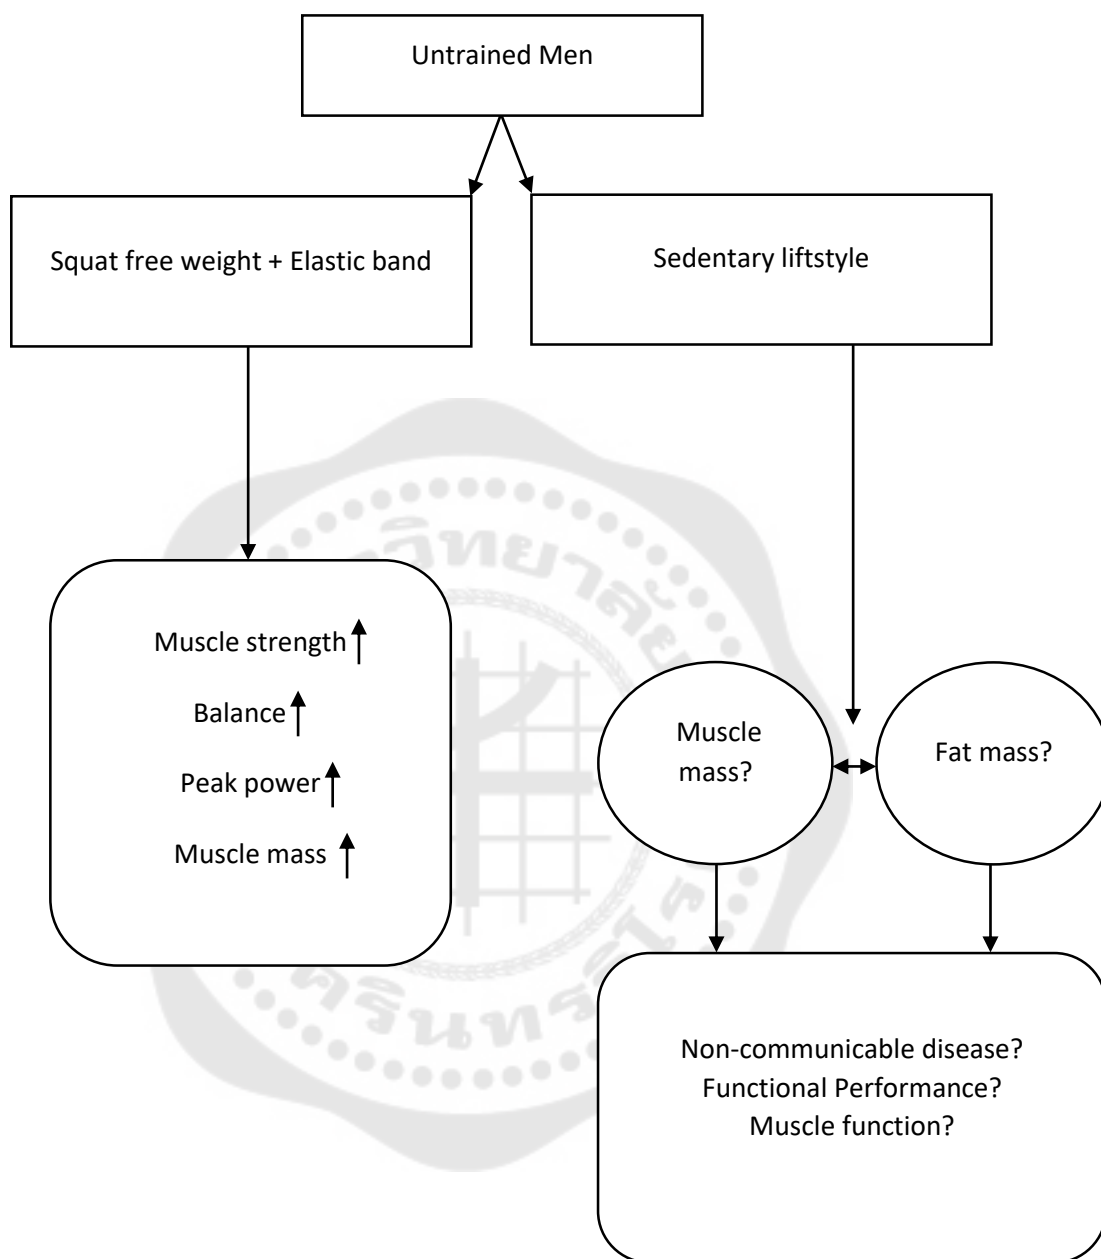 Untrained Men
Squat free weight + Elastic band
Sedentary liftstyle
Muscle strength
Balance
Peak power
Muscle mass
Muscle
mass?
Fat mass?
Non-communicable disease?
Functional Performance?
Muscle function?